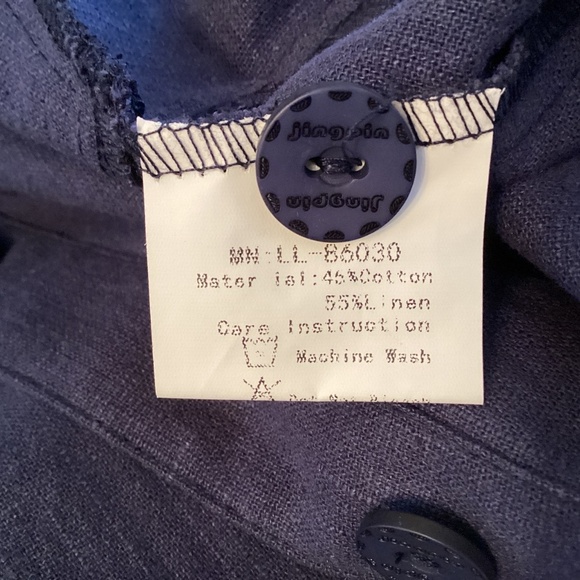 jingpin
jingpin
MN:LL-86030
Mater ial:45%Cotton
55%Linen
Care Instruction
Machine Wash